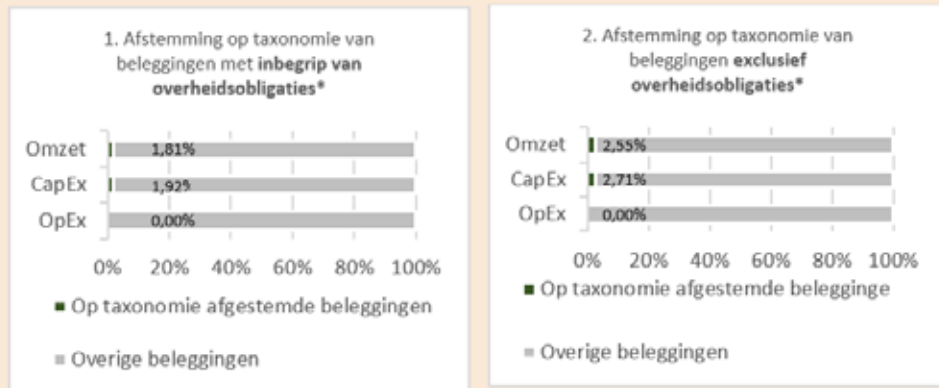 1. Afstemming op taxonomie van
beleggingen met inbegrip van
overheidsobligaties*
Omzet 1,81%
CapEx 1,92%
OpEx 0,00%
0% 20% 40% 60% 80% 100%
Op taxonomie afgestemde beleggingen
Overige beleggingen
2. Afstemming op taxonomie van
beleggingen exclusief
overheidsobligaties*
Omzet 2,55%
CapEx 2,71%
OpEx 0,00%
0% 20% 40% 60% 80% 100%
Op taxonomie afgestemde belegginge
Overige beleggingen